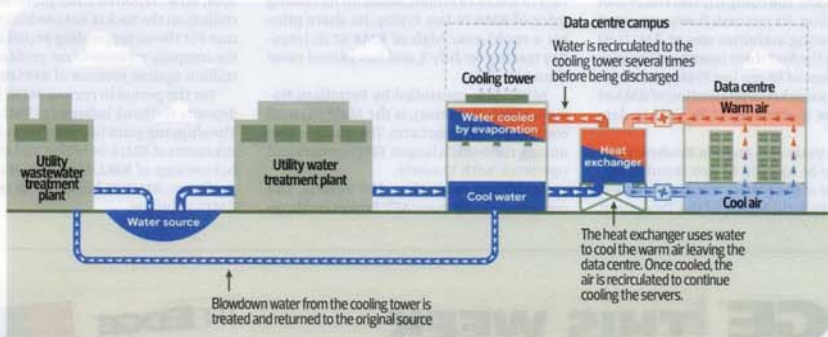 Data centre campus
Water is recirculated to the
cooling tower several times
before being discharged
Cooling tower
Data centre
Water cooled
by evaporation
Warm air
Heat
exchanger
Utility
wastewater
treatment
plant
Utility water
treatment plant
Water source
Cool water
Cool air
The heat exchanger uses water
to cool the warm air leaving the
data centre. Once cooled, the
air is recirculated to continue
cooling the servers.
Blowdown water from the cooling tower is
treated and returned to the original source